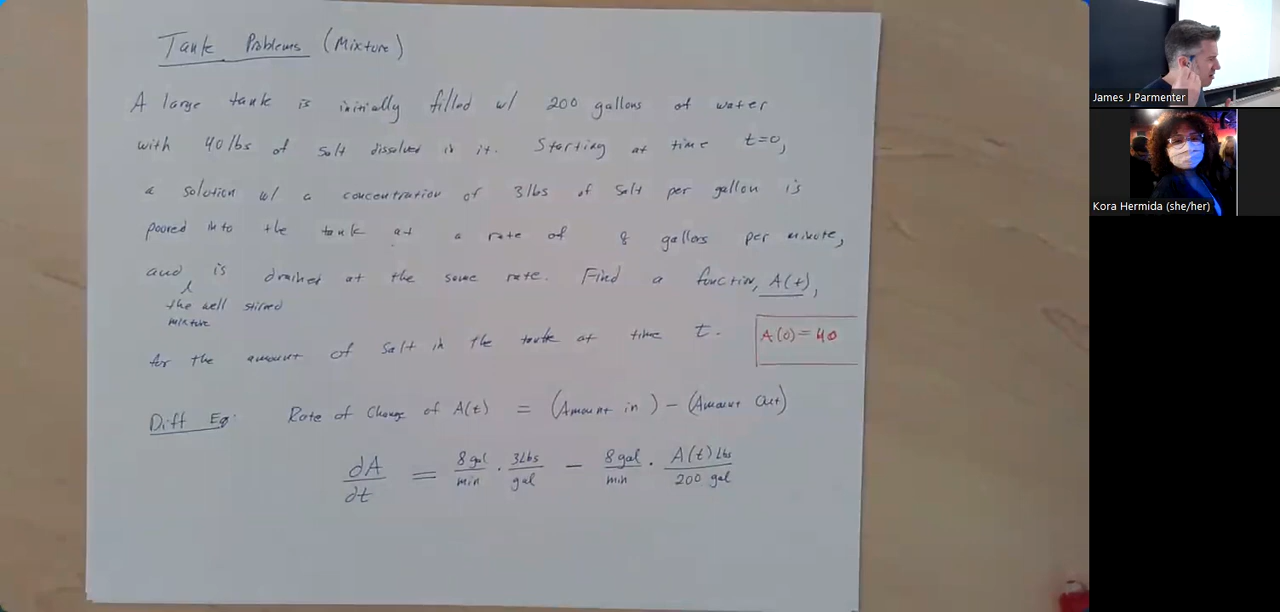 Tank Problems (Mixture)
A large tank is initially filled w/ 200 gallons of water
with 40 lbs of salt dissolved in it. Starting at time t=0,
a solution w/ a concentration of 3 lbs of salt per gallon is
poored into the tank at a rate of 8 gallons per minute,
and is drained at the same rate. Find a function, A(t),
the well stirred
mixture
for the amount of salt in the tank at time t. A(0)=40
Diff Eq: Rate of Change of A(t) = (Amount in) - (Amount Out)
dA/dt = 8 gal/min · 3 Lbs/gal - 8 gal/min · A(t) Lbs/200 gal
James J Parmenter
Kora Hermida (she/her)